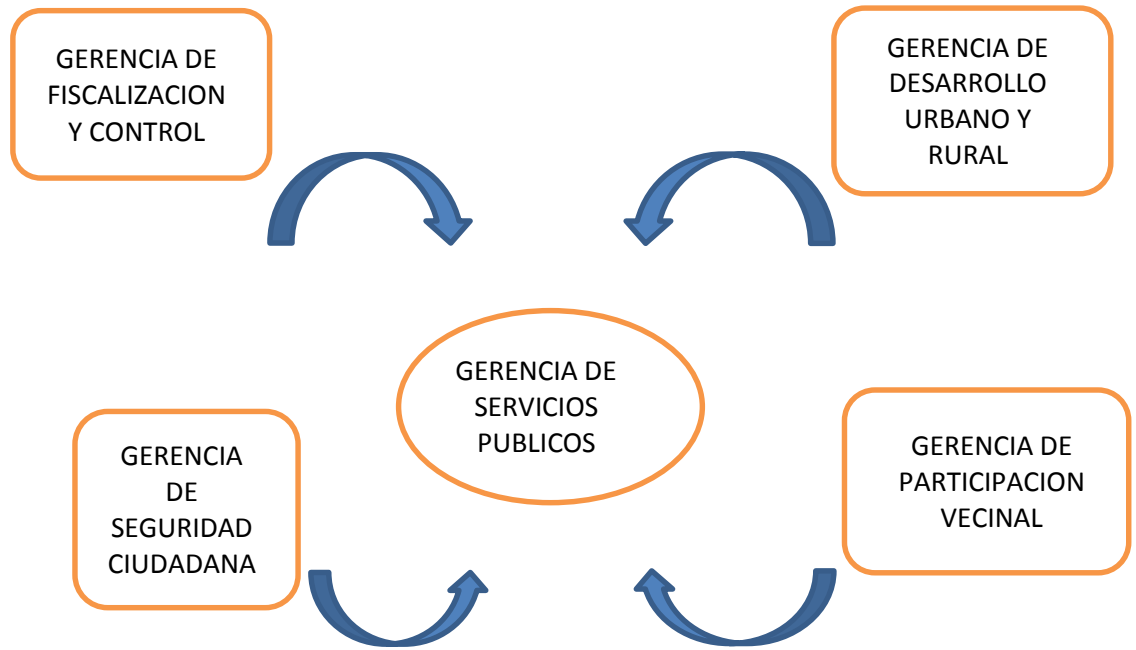 GERENCIA DE
FISCALIZACION
Y CONTROL
GERENCIA DE
DESARROLLO
URBANO Y
RURAL
GERENCIA DE
SERVICIOS
PUBLICOS
GERENCIA
DE
SEGURIDAD
CIUDADANA
GERENCIA DE
PARTICIPACION
VECINAL